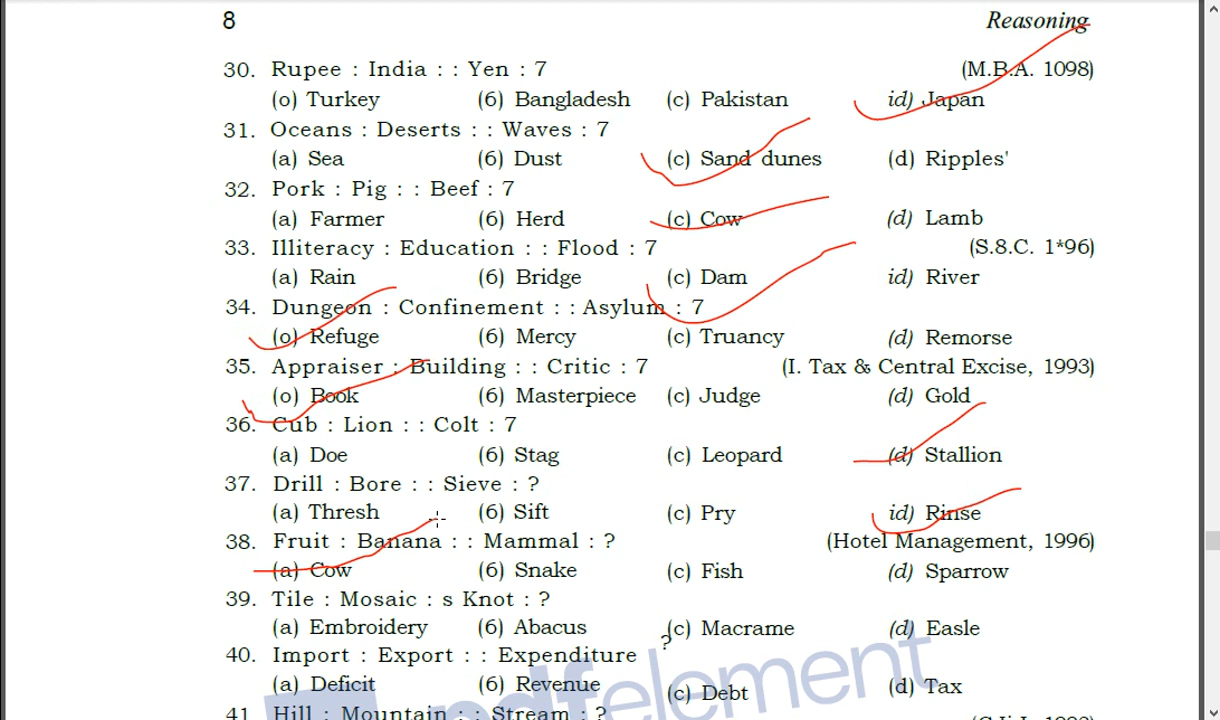 8 Reasoning
30. Rupee : India : : Yen : 7 (M.B.A. 1098)
(o) Turkey (6) Bangladesh (c) Pakistan id) Japan
31. Oceans : Deserts : : Waves : 7
(a) Sea (6) Dust (c) Sand dunes (d) Ripples'
32. Pork : Pig : : Beef : 7
(a) Farmer (6) Herd (c) Cow (d) Lamb
33. Illiteracy : Education : : Flood : 7 (S.8.C. 1*96)
(a) Rain (6) Bridge (c) Dam id) River
34. Dungeon : Confinement : : Asylum : 7
(o) Refuge (6) Mercy (c) Truancy (d) Remorse
35. Appraiser : Building : : Critic : 7 (I. Tax & Central Excise, 1993)
(o) Book (6) Masterpiece (c) Judge (d) Gold
36. Cub : Lion : : Colt : 7
(a) Doe (6) Stag (c) Leopard (d) Stallion
37. Drill : Bore : : Sieve : ?
(a) Thresh (6) Sift (c) Pry id) Rinse
38. Fruit : Banana : : Mammal : ? (Hotel Management, 1996)
(a) Cow (6) Snake (c) Fish (d) Sparrow
39. Tile : Mosaic : s Knot : ?
(a) Embroidery (6) Abacus (c) Macrame (d) Easle
40. Import : Export : : Expenditure ?
(a) Deficit (6) Revenue (c) Debt (d) Tax
pdfelement
41. Hill : Mountain : : Stream : ?